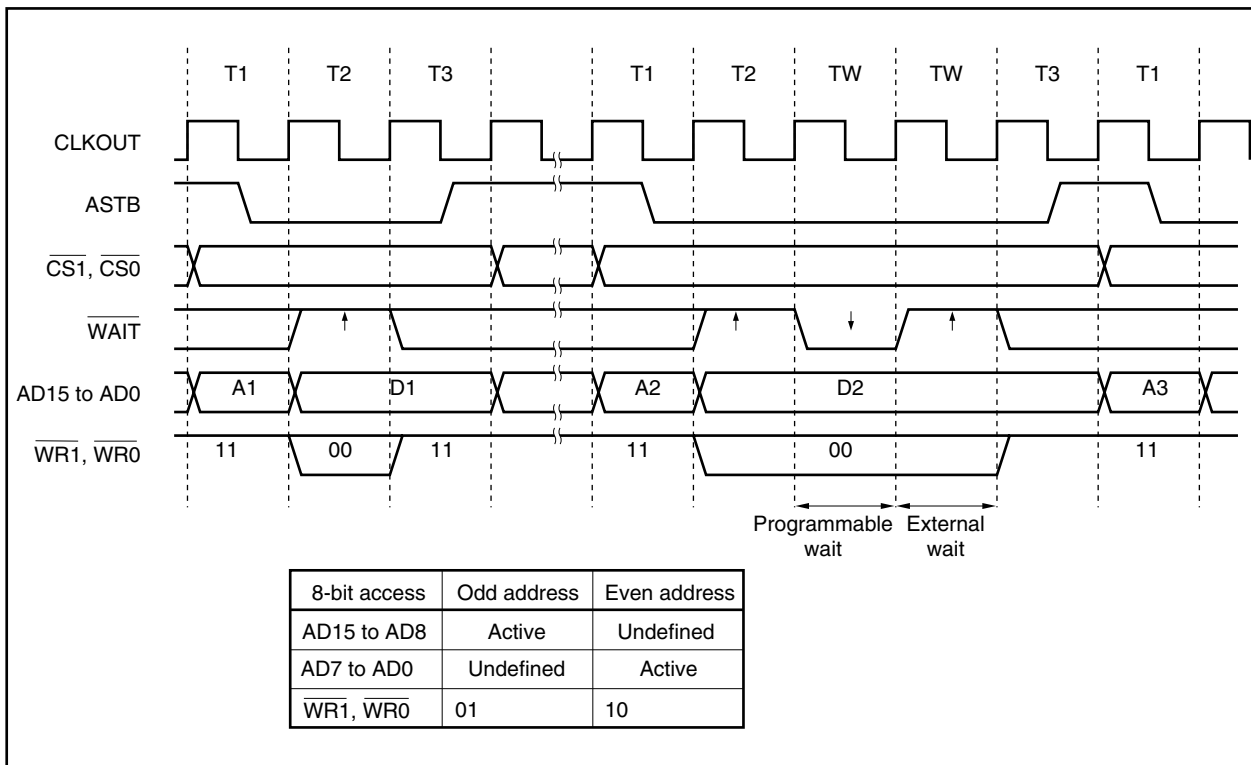 T1 T2 T3 T1 T2 TW TW T3 T1
CLKOUT
ASTB
CS1, CS0
WAIT
AD15 to AD0 A1 D1 A2 D2 A3
WR1, WR0 11 00 11 11 00 11
Programmable wait
External wait
8-bit access Odd address Even address
AD15 to AD8 Active Undefined
AD7 to AD0 Undefined Active
WR1, WR0 01 10